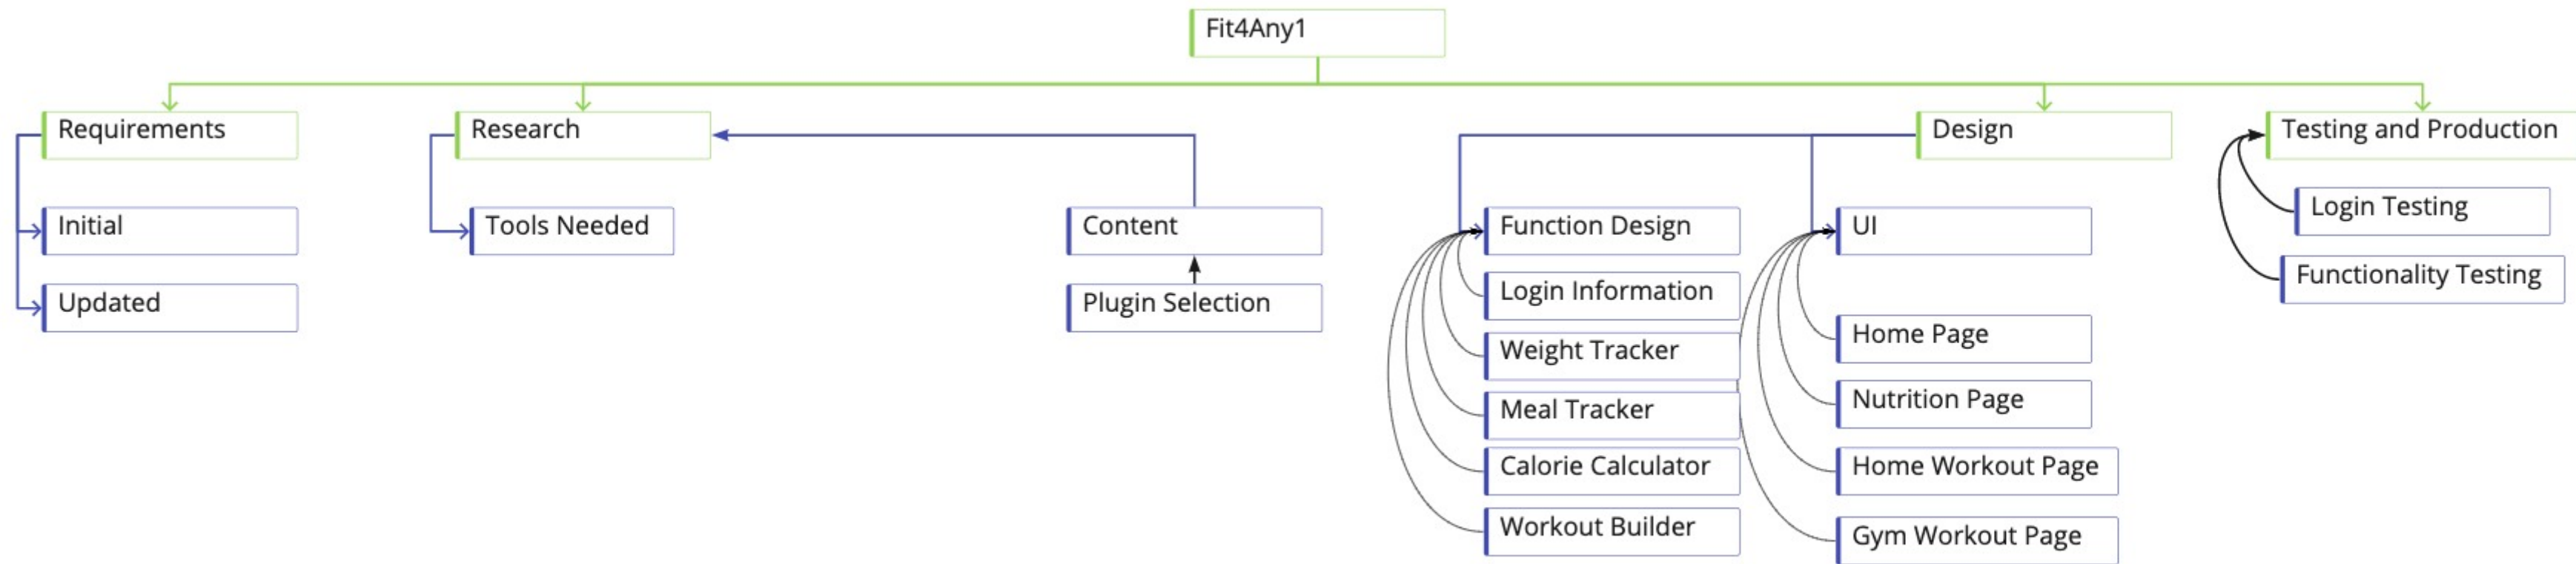 Fit4Any1
Requirements
Research
Design
Testing and Production
Initial
Tools Needed
Content
Function Design
UI
Login Testing
Updated
Plugin Selection
Login Information
Functionality Testing
Home Page
Weight Tracker
Nutrition Page
Meal Tracker
Calorie Calculator
Home Workout Page
Workout Builder
Gym Workout Page